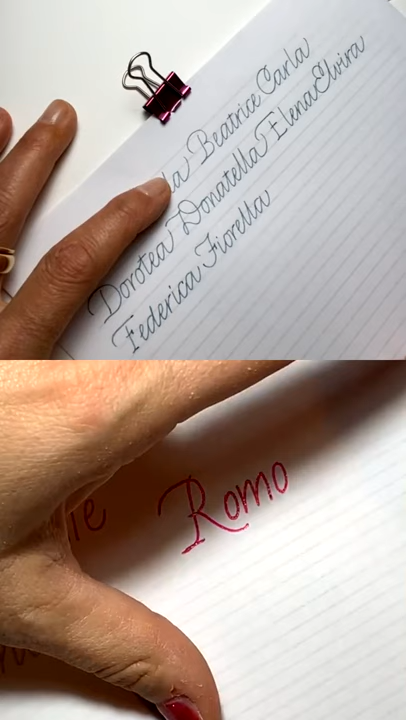 Beatrice Carla
Dorotea Donatella Elena Elvira
Federica Fiorella
Romo